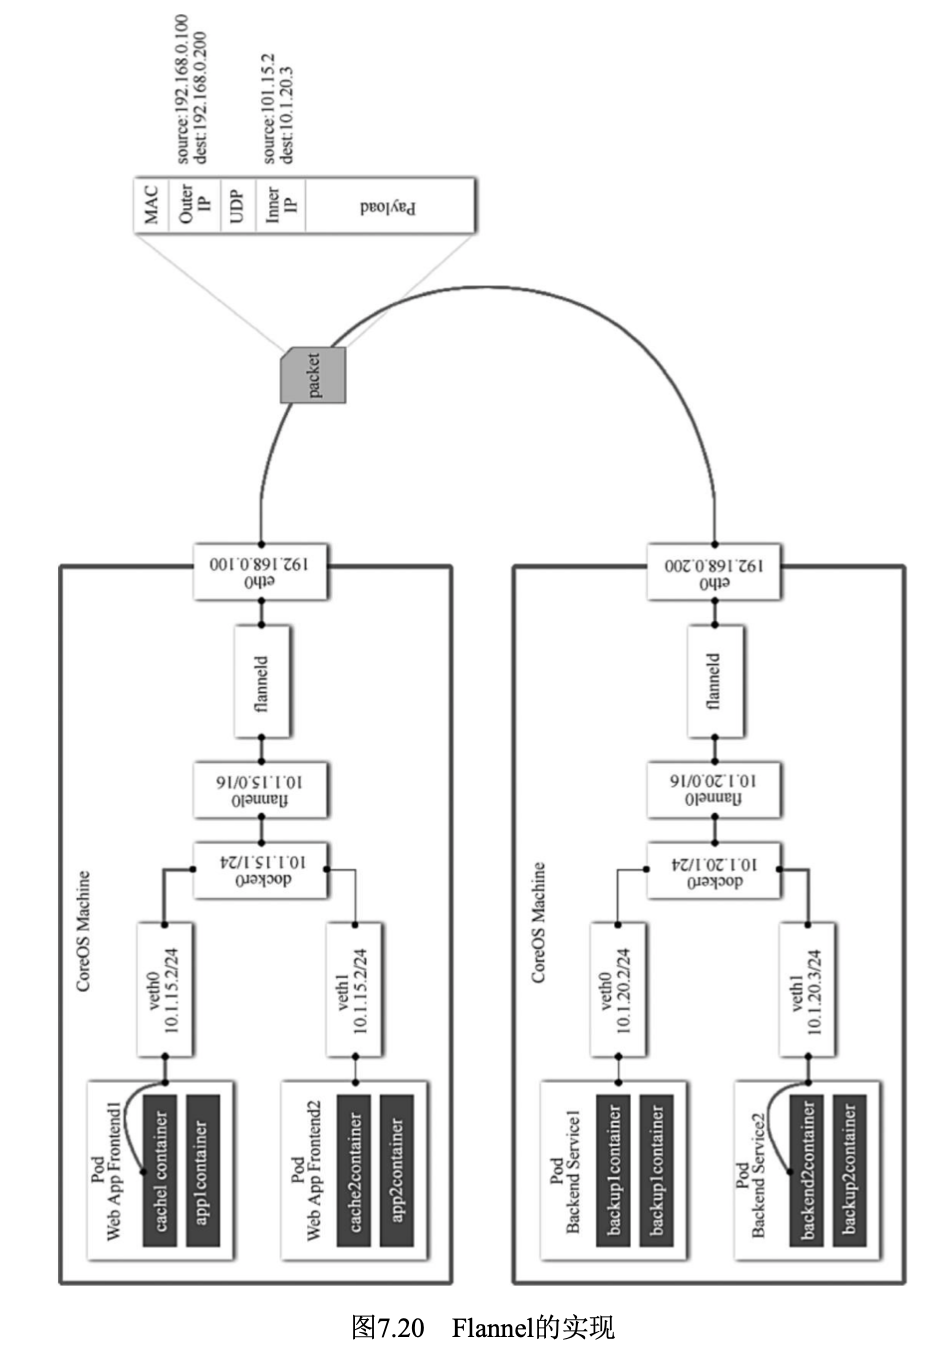 MAC
Outer
IP
UDP
Inner
IP
Payload
source:192.168.0.100
dest:192.168.0.200
source:101.15.2
dest:10.1.20.3
packet
CoreOS Machine
eth0
192.168.0.100
flanneld
flannel0
10.1.15.0/16
docker0
10.1.15.1/24
veth0
10.1.15.2/24
veth1
10.1.15.2/24
Pod
Web App Frontend1
cache1 container
app1container
Pod
Web App Frontend2
cache2container
app2container
CoreOS Machine
eth0
192.168.0.200
flanneld
flannel0
10.1.20.0/16
docker0
10.1.20.1/24
veth0
10.1.20.2/24
veth1
10.1.20.3/24
Pod
Backend Service1
backup1container
backup1container
Pod
Backend Service2
backend2container
backup2container
图7.20 Flannel的实现